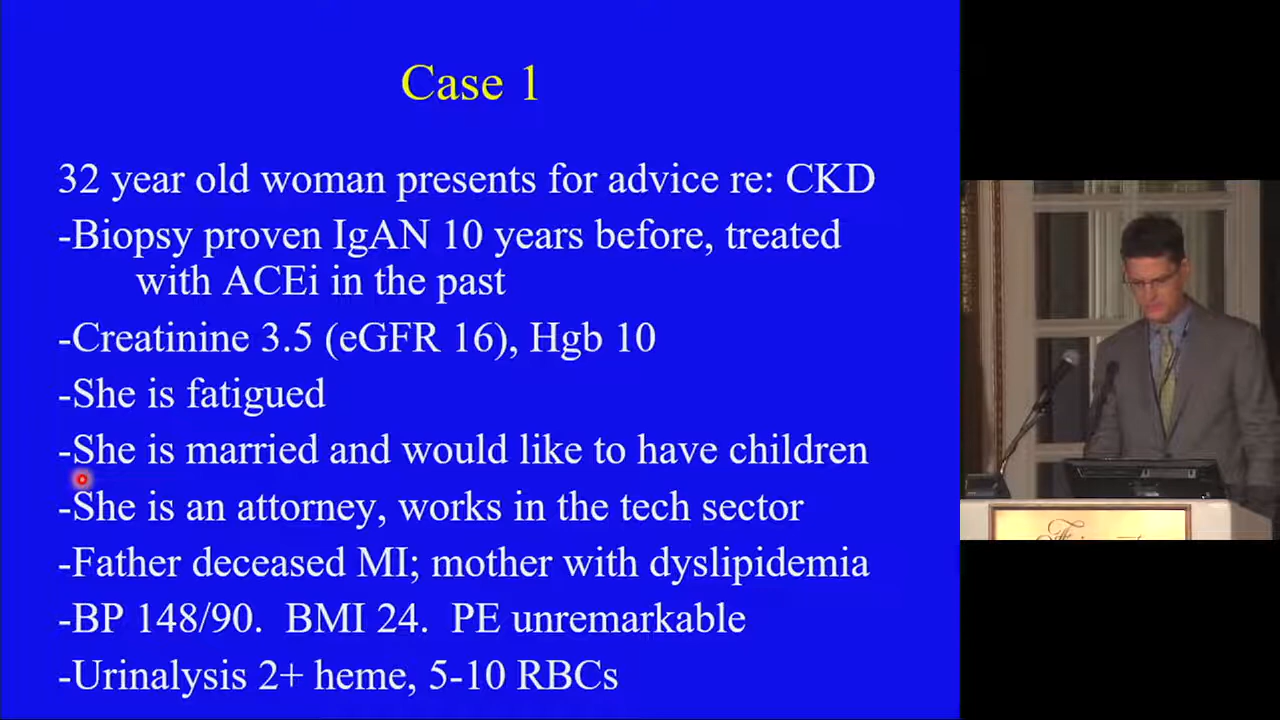 Case 1
32 year old woman presents for advice re: CKD
-Biopsy proven IgAN 10 years before, treated
with ACEi in the past
-Creatinine 3.5 (eGFR 16), Hgb 10
-She is fatigued
-She is married and would like to have children
-She is an attorney, works in the tech sector
-Father deceased MI; mother with dyslipidemia
-BP 148/90. BMI 24. PE unremarkable
-Urinalysis 2+ heme, 5-10 RBCs